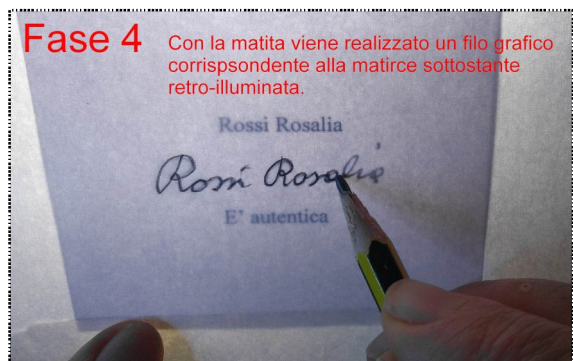 Fase 4
Con la matita viene realizzato un filo grafico
corripsondente alla matirce sottostante
retro-illuminata.
Rossi Rosalia
Rossi Rosalia
E' autentica